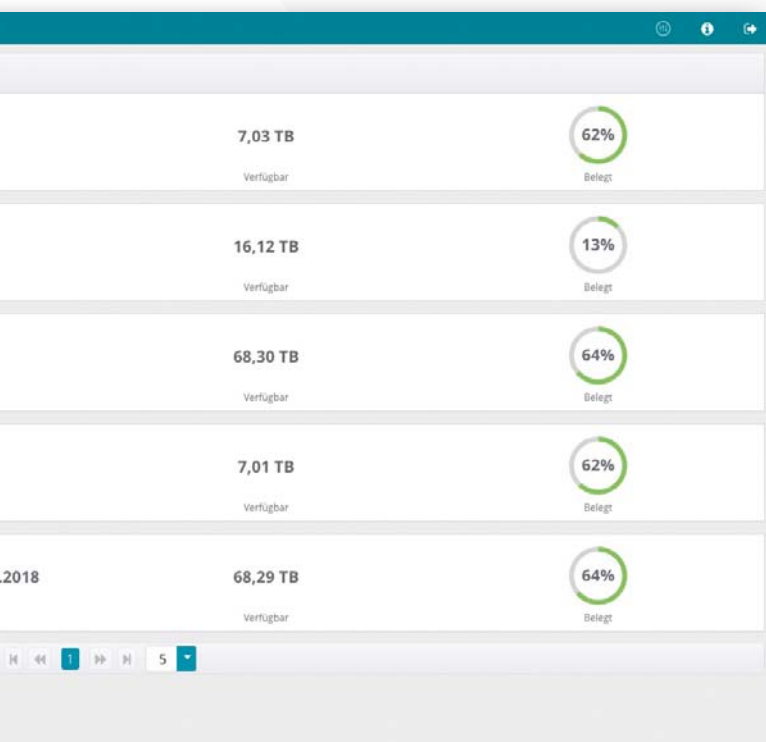 7,03 TB
62%
Verfügbar
Belegt
16,12 TB
13%
Verfügbar
Belegt
68,30 TB
64%
Verfügbar
Belegt
7,01 TB
62%
Verfügbar
Belegt
.2018
68,29 TB
64%
Verfügbar
Belegt
1
5